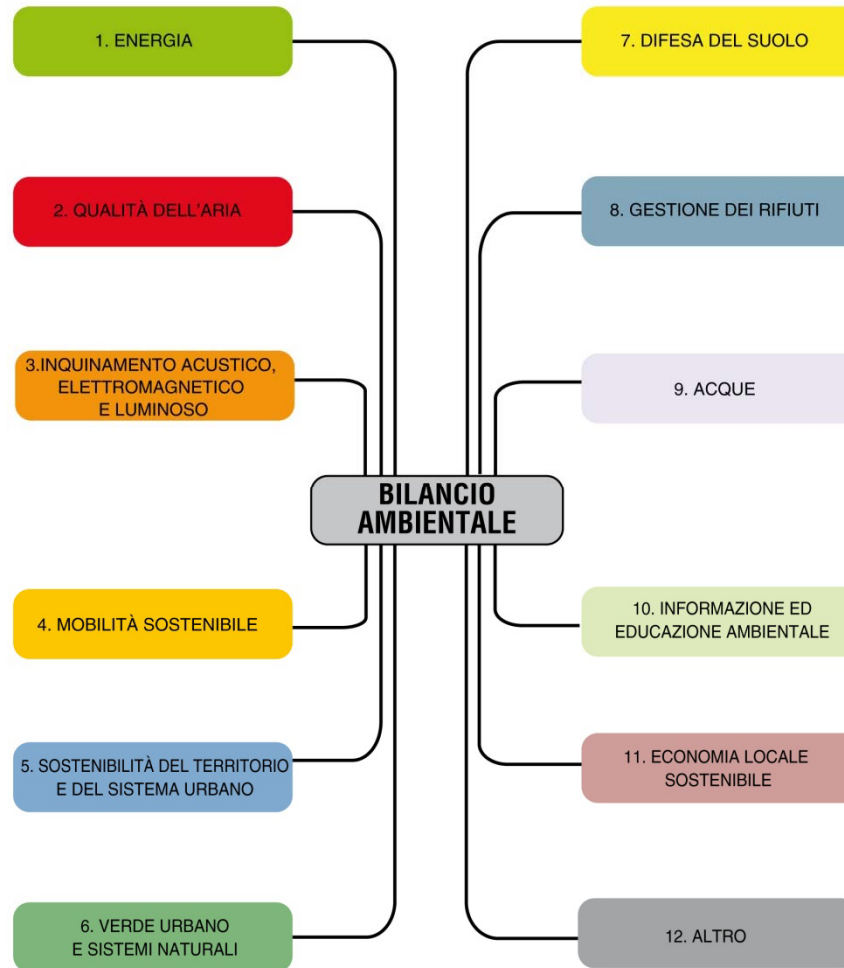 1. ENERGIA
2. QUALITÀ DELL'ARIA
3.INQUINAMENTO ACUSTICO,
ELETTROMAGNETICO
E LUMINOSO
BILANCIO
AMBIENTALE
4. MOBILITÀ SOSTENIBILE
5. SOSTENIBILITÀ DEL TERRITORIO
E DEL SISTEMA URBANO
6. VERDE URBANO
E SISTEMI NATURALI
7. DIFESA DEL SUOLO
8. GESTIONE DEI RIFIUTI
9. ACQUE
10. INFORMAZIONE ED
EDUCAZIONE AMBIENTALE
11. ECONOMIA LOCALE
SOSTENIBILE
12. ALTRO